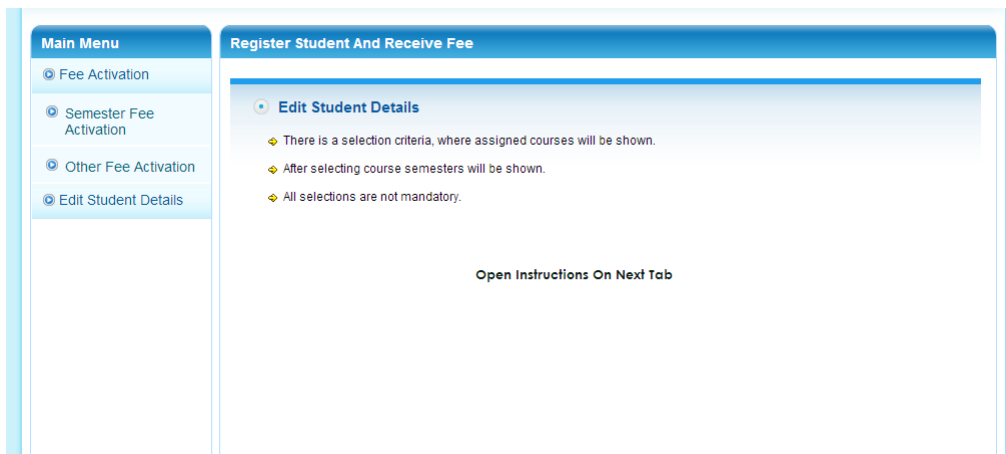 Main Menu
Fee Activation
Semester Fee
Activation
Other Fee Activation
Edit Student Details
Register Student And Receive Fee
Edit Student Details
There is a selection criteria, where assigned courses will be shown.
After selecting course semesters will be shown.
All selections are not mandatory.
Open Instructions On Next Tab